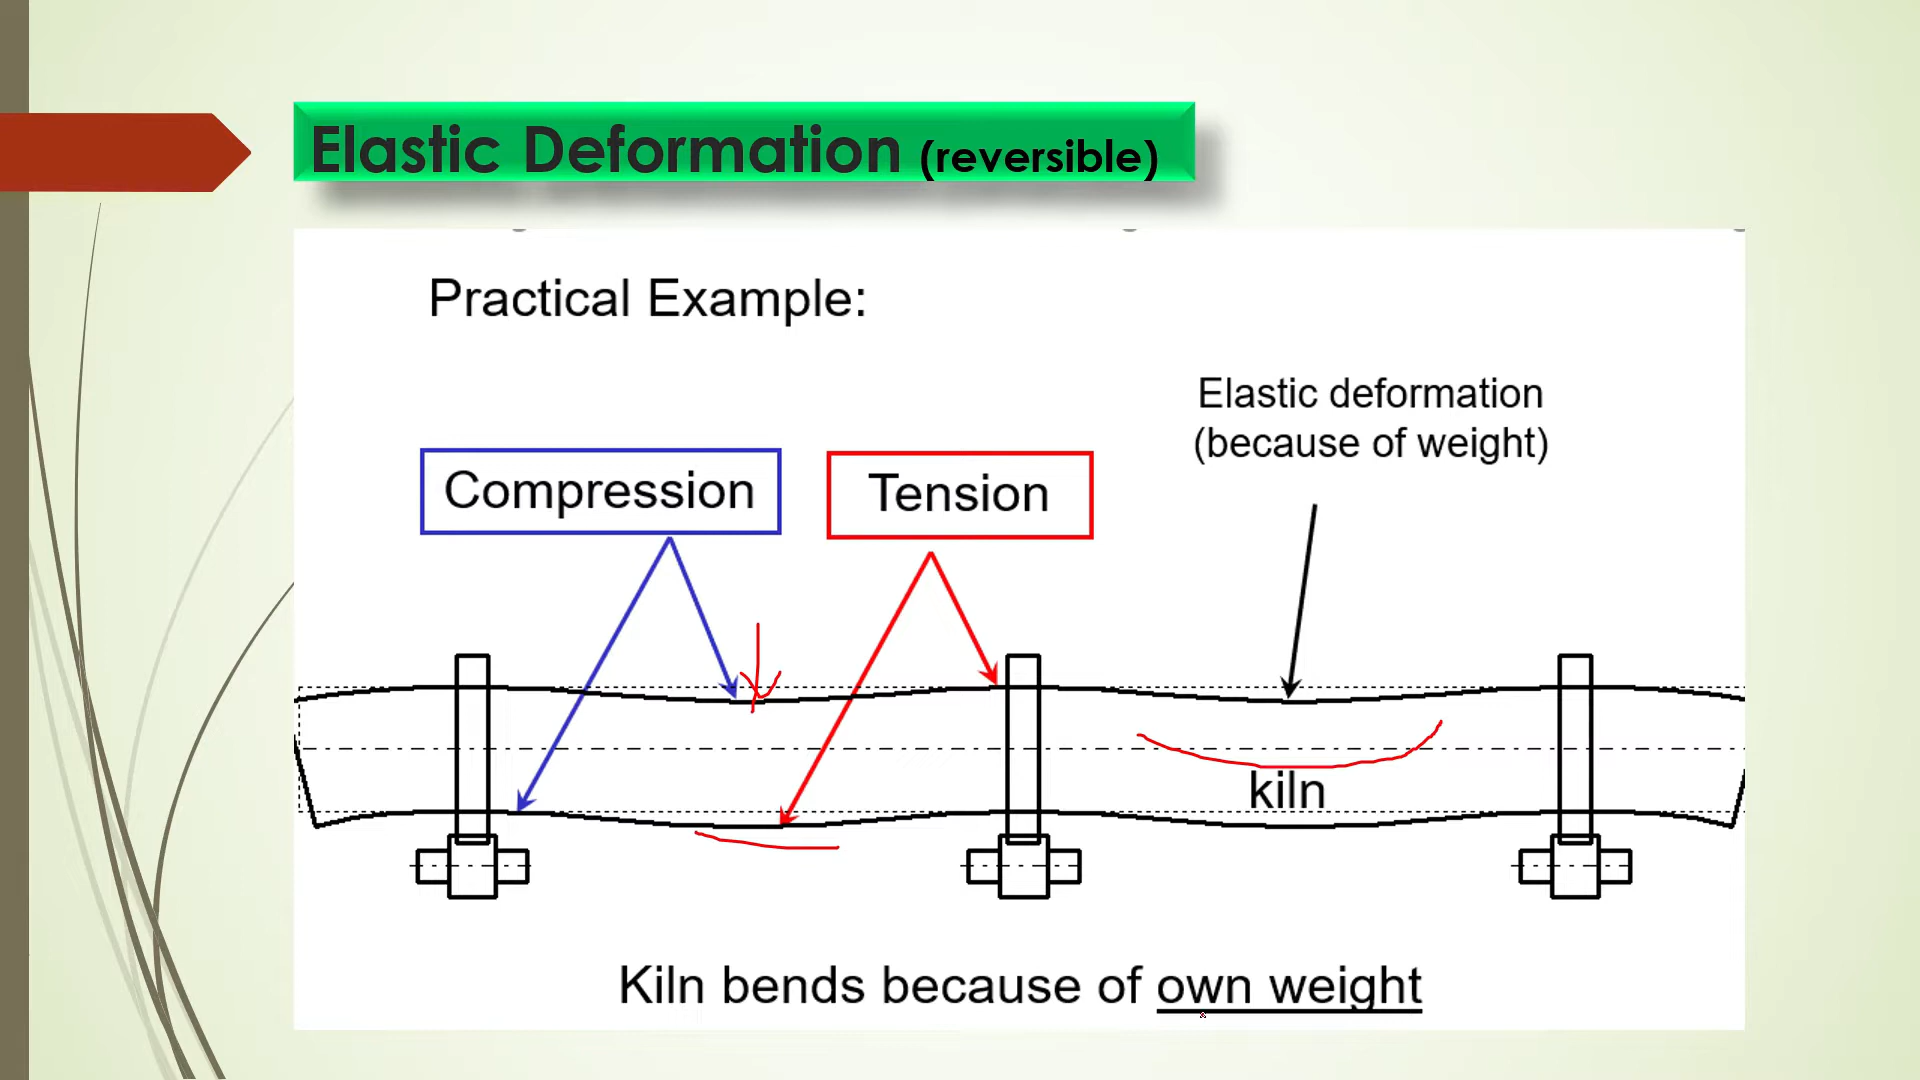 Elastic Deformation (reversible)
Practical Example:
Elastic deformation
(because of weight)
Compression
Tension
kiln
Kiln bends because of own weight